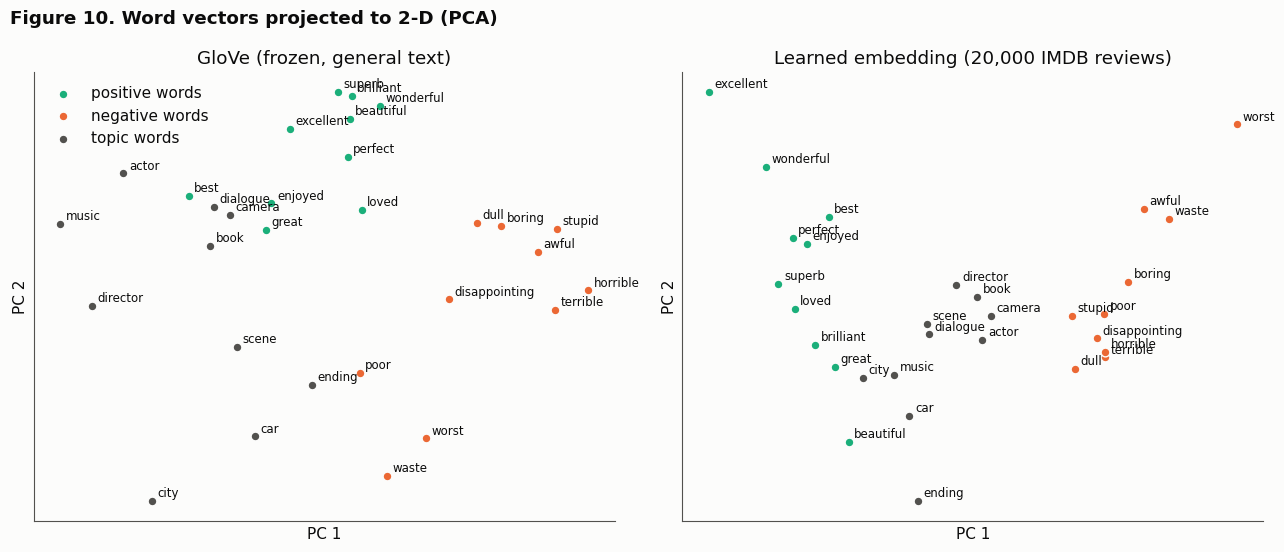 Figure 10. Word vectors projected to 2-D (PCA)
GloVe (frozen, general text)
positive words
negative words
topic words
superb
brilliant
wonderful
beautiful
excellent
perfect
actor
best
enjoyed
dialogue
camera
loved
music
great
dull
boring
stupid
book
awful
horrible
disappointing
director
terrible
scene
poor
ending
car
worst
waste
city
PC 2
PC 1
Learned embedding (20,000 IMDB reviews)
excellent
worst
wonderful
awful
best
waste
perfect
enjoyed
director
superb
boring
book
loved
camera
stupid
poor
scene
dialogue
actor
disappointing
brilliant
horrible
terrible
great
city
music
dull
car
beautiful
ending
PC 2
PC 1